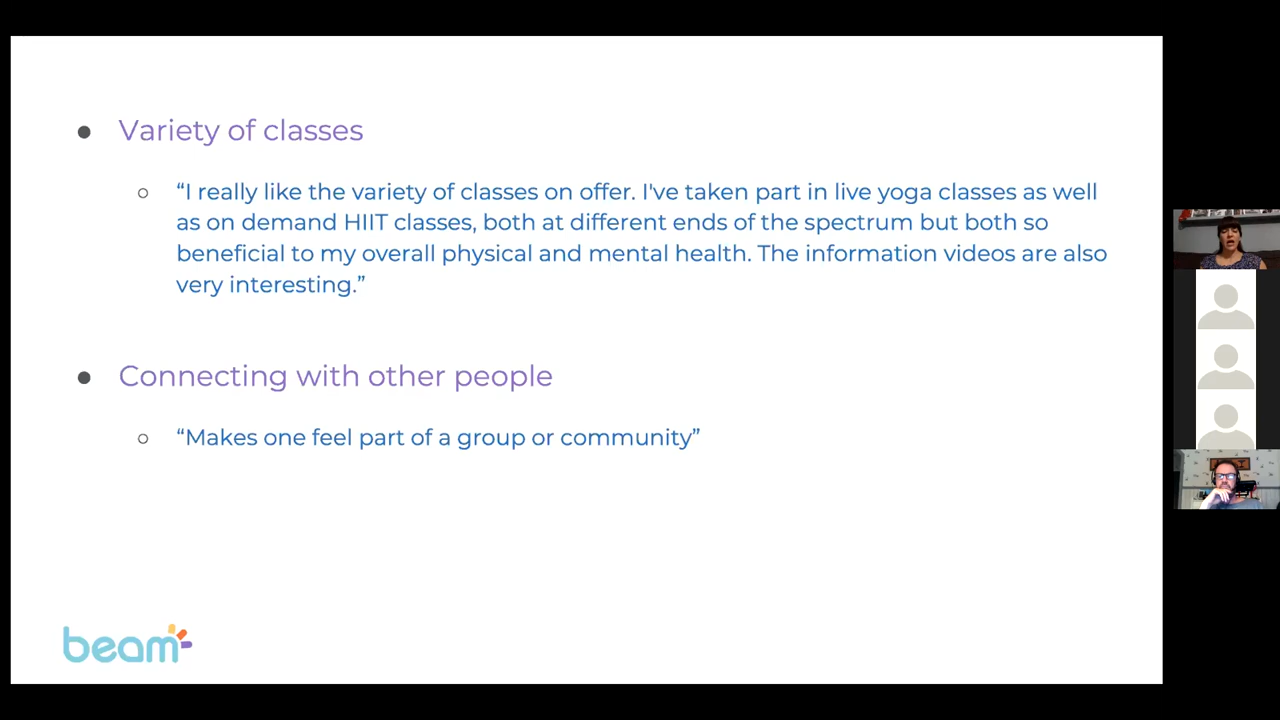 ● Variety of classes
○ “I really like the variety of classes on offer. I've taken part in live yoga classes as well
as on demand HIIT classes, both at different ends of the spectrum but both so
beneficial to my overall physical and mental health. The information videos are also
very interesting.”
● Connecting with other people
○ “Makes one feel part of a group or community”
beam